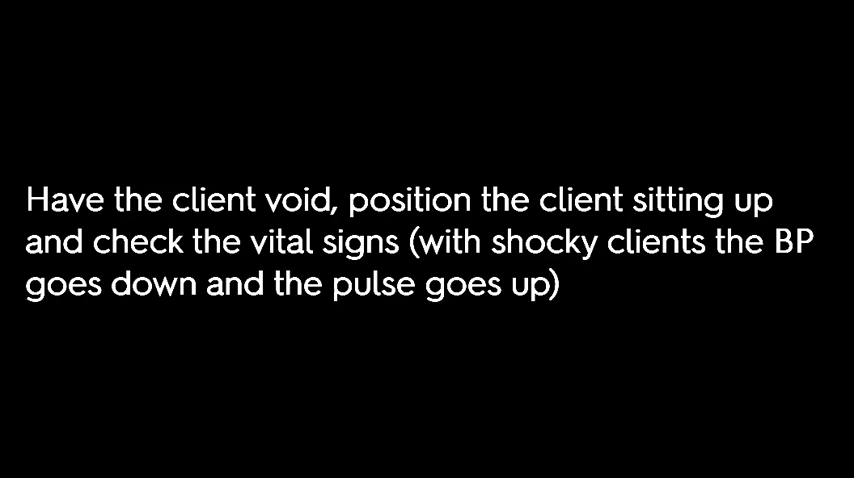 Have the client void, position the client sitting up
and check the vital signs (with shocky clients the BP
goes down and the pulse goes up)